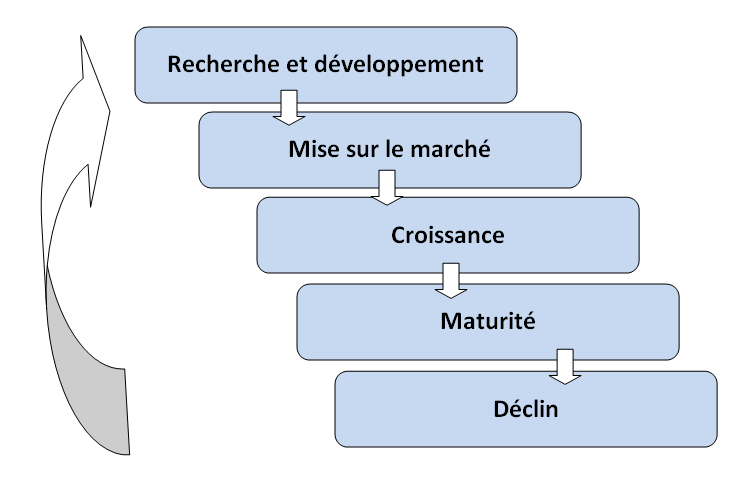 Recherche et développement
Mise sur le marché
Croissance
Maturité
Déclin